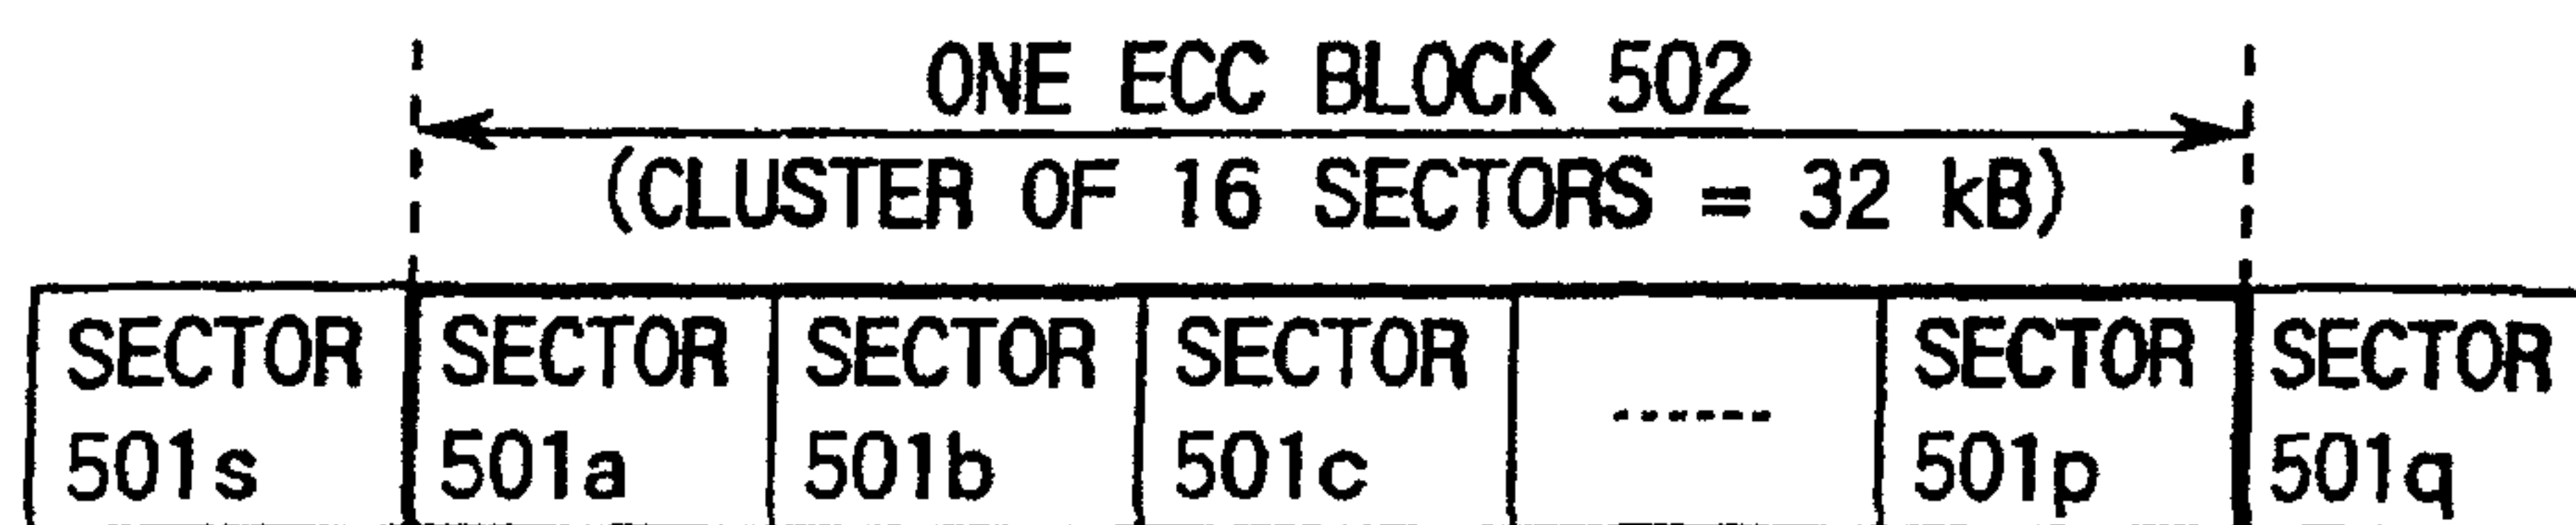 ONE ECC BLOCK 502
(CLUSTER OF 16 SECTORS = 32 kB)
SECTOR SECTOR SECTOR SECTOR SECTOR SECTOR
501s 501a 501b 501c ------ 501p 501q